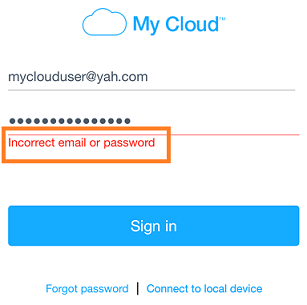 My Cloud™
myclouduser@yah.com
●●●●●●●●●●●●●●●
Incorrect email or password
Sign in
Forgot password | Connect to local device